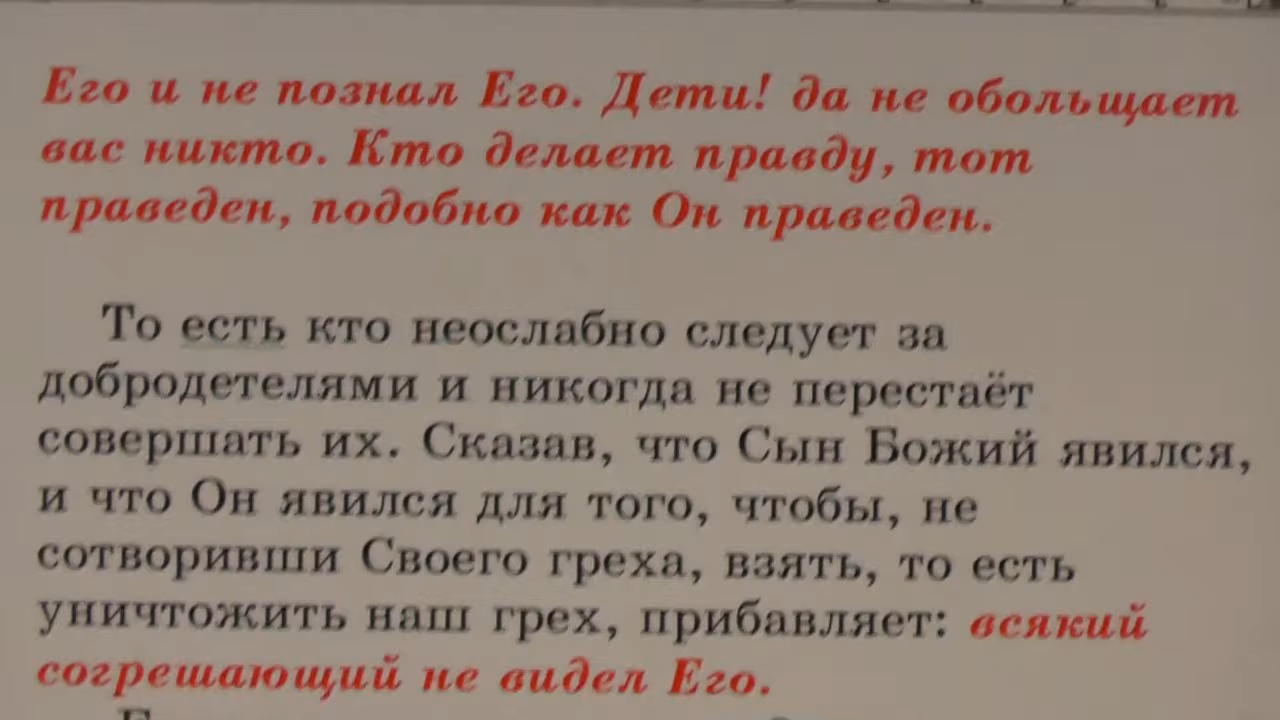 Его и не познал Его. Дети! да не обольщает
вас никто. Кто делает правду, тот
праведен, подобно как Он праведен.
То есть кто неослабно следует за
добродетелями и никогда не перестаёт
совершать их. Сказав, что Сын Божий явился,
и что Он явился для того, чтобы, не
сотворивши Своего греха, взять, то есть
уничтожить наш грех, прибавляет: всякий
согрешающий не видел Его.